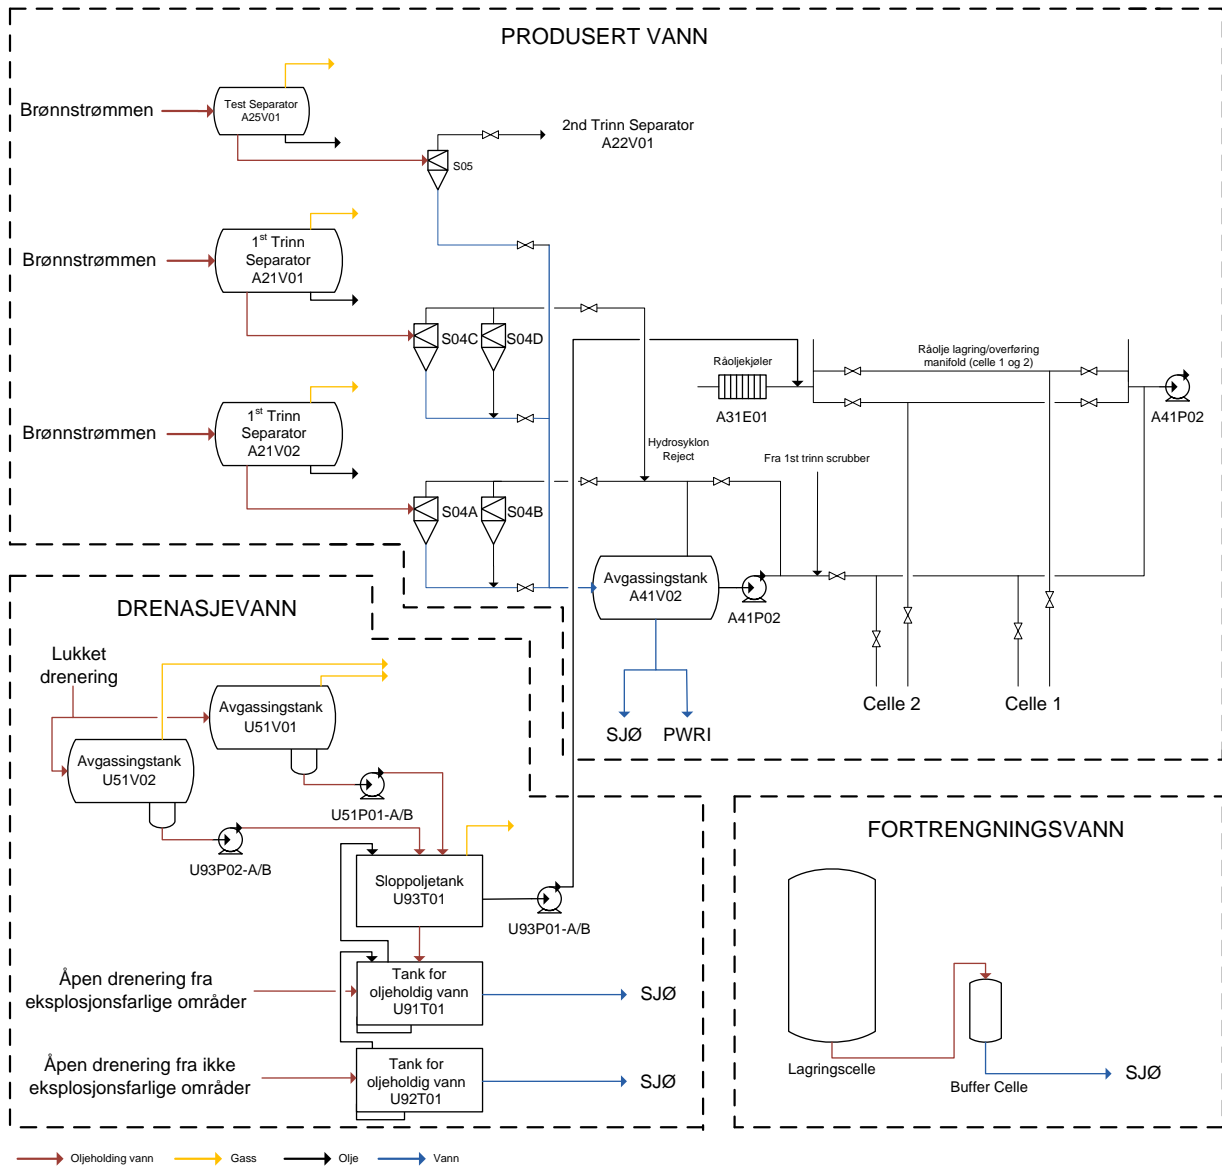 PRODUSERT VANN
Brønnstrømmen
Test Separator
A25V01
2nd Trinn Separator
A22V01
S05
Brønnstrømmen
1st Trinn
Separator
A21V01
S04C
S04D
Råolje lagring/overføring
manifold (celle 1 og 2)
Råoljekjøler
A31E01
A41P02
Brønnstrømmen
1st Trinn
Separator
A21V02
Hydrosyklon
Reject
Fra 1st trinn scrubber
S04A
S04B
Avgassingstank
A41V02
A41P02
Celle 2
Celle 1
SJØ
PWRI
DRENASJEVANN
Lukket
drenering
Avgassingstank
U51V01
Avgassingstank
U51V02
U51P01-A/B
U93P02-A/B
Sloppoljetank
U93T01
U93P01-A/B
Åpen drenering fra
eksplosjonsfarlige områder
Tank for
oljeholdig vann
U91T01
SJØ
Åpen drenering fra ikke
eksplosjonsfarlige områder
Tank for
oljeholdig vann
U92T01
SJØ
FORTRENGNINGSVANN
Lagringscelle
Buffer Celle
SJØ
Oljeholding vann
Gass
Olje
Vann